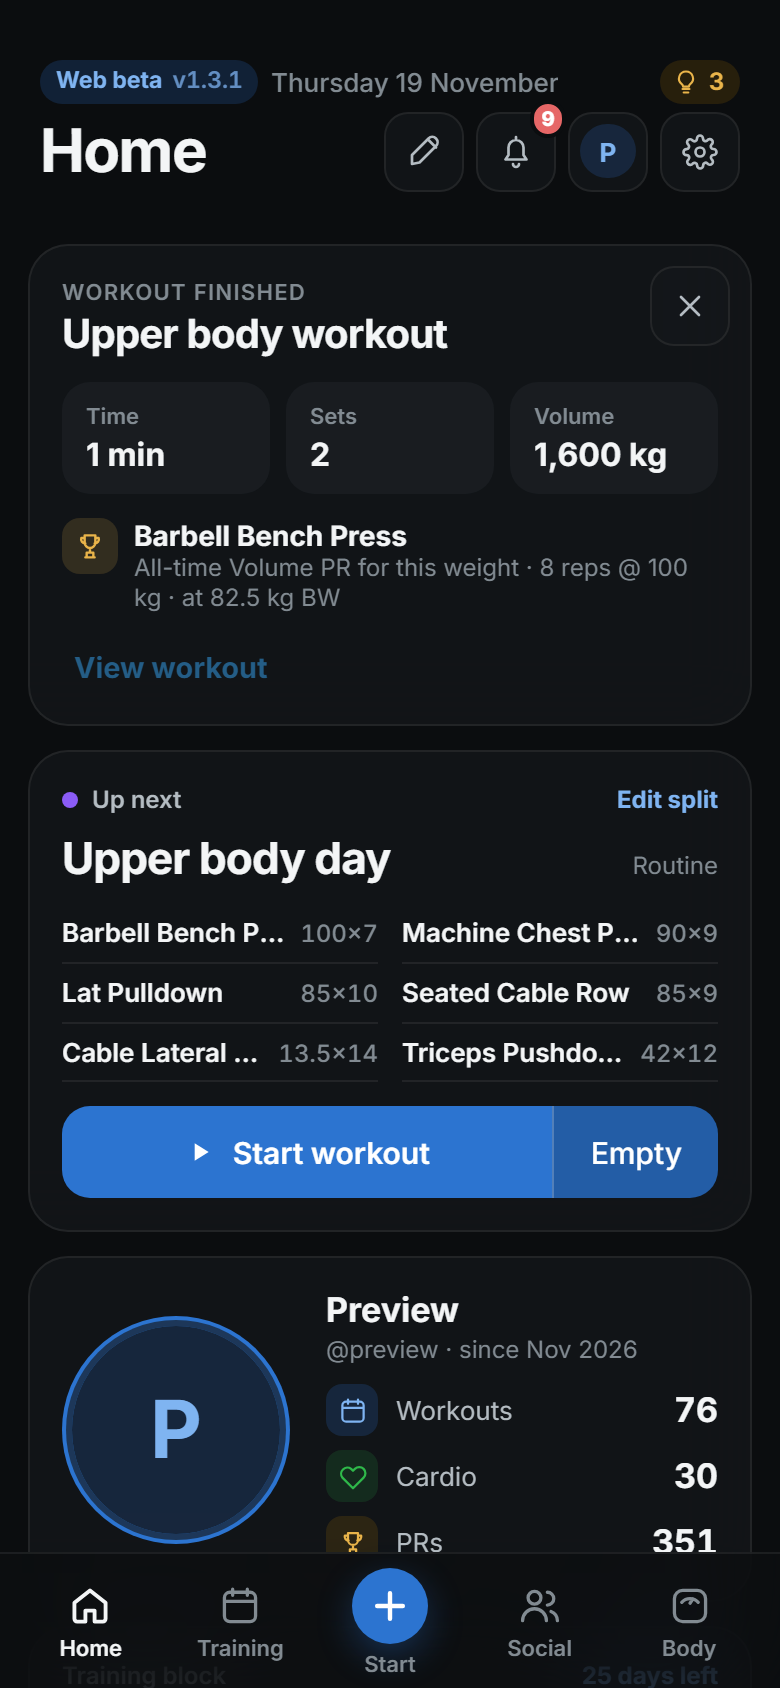 Web beta v1.3.1 Thursday 19 November 3
Home 9 P
WORKOUT FINISHED
Upper body workout
Time Sets Volume
1 min 2 1,600 kg
Barbell Bench Press
All-time Volume PR for this weight · 8 reps @ 100
kg · at 82.5 kg BW
View workout
Up next Edit split
Upper body day Routine
Barbell Bench P... 100×7 Machine Chest P... 90×9
Lat Pulldown 85×10 Seated Cable Row 85×9
Cable Lateral ... 13.5×14 Triceps Pushdo... 42×12
Start workout Empty
Preview
@preview · since Nov 2026
P
Workouts 76
Cardio 30
PRs 351
Home Training Start Social Body
Training block 25 days left